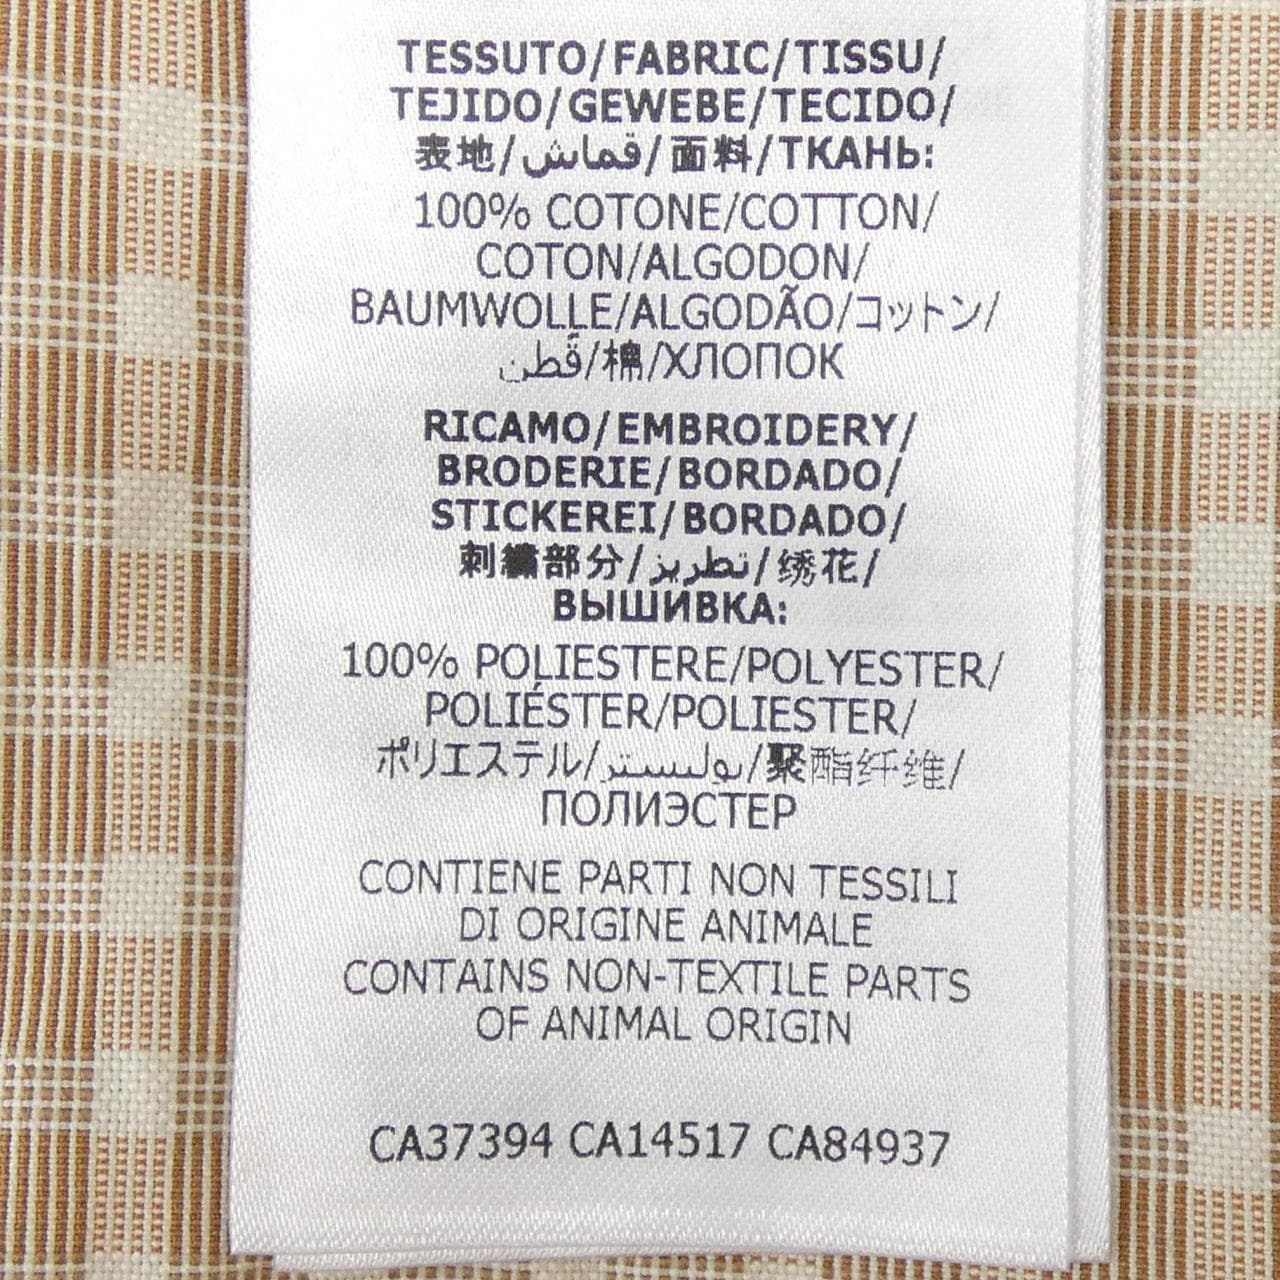 TESSUTO/FABRIC/TISSU/
TEJIDO/GEWEBE/TECIDO/
表地/قماش/面料/ТКАНЬ:
100% COTONE/COTTON/
COTON/ALGODON/
BAUMWOLLE/ALGODÃO/コットン/
قطن/棉/ХЛОПОК
RICAMO/EMBROIDERY/
BRODERIE/BORDADO/
STICKEREI/BORDADO/
刺繍部分/تطريز/绣花/
ВЫШИВКА:
100% POLIESTERE/POLYESTER/
POLIÉSTER/POLIESTER/
ポリエステル/بوليستر/聚酯纤维/
ПОЛИЭСТЕР
CONTIENE PARTI NON TESSILI
DI ORIGINE ANIMALE
CONTAINS NON-TEXTILE PARTS
OF ANIMAL ORIGIN
CA37394 CA14517 CA84937